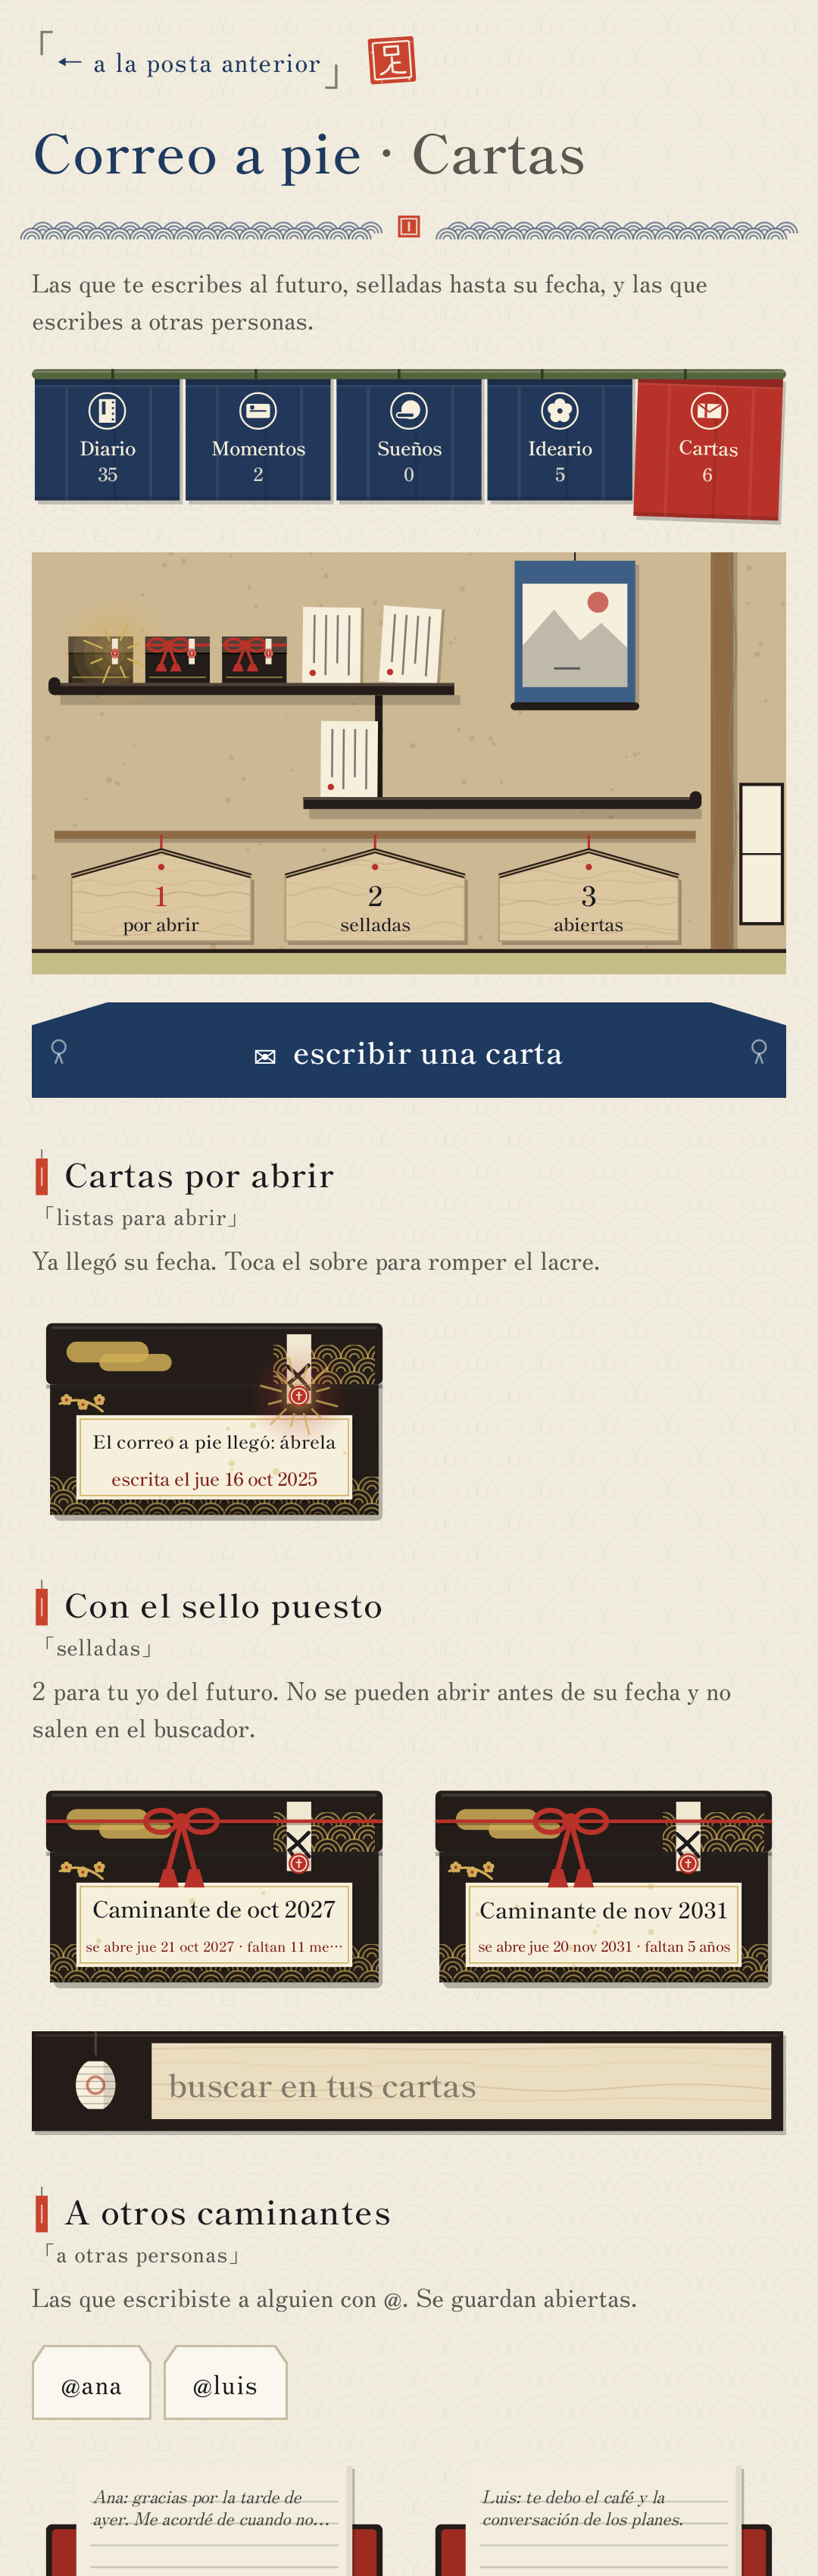 「← a la posta anterior」 足
Correo a pie · Cartas
Las que te escribes al futuro, selladas hasta su fecha, y las que
escribes a otras personas.
Diario
35
Momentos
2
Sueños
0
Ideario
5
Cartas
6
1
por abrir
2
selladas
3
abiertas
✉ escribir una carta
Cartas por abrir
「listas para abrir」
Ya llegó su fecha. Toca el sobre para romper el lacre.
El correo a pie llegó: ábrela
escrita el jue 16 oct 2025
Con el sello puesto
「selladas」
2 para tu yo del futuro. No se pueden abrir antes de su fecha y no
salen en el buscador.
Caminante de oct 2027
se abre jue 21 oct 2027 · faltan 11 me…
Caminante de nov 2031
se abre jue 20 nov 2031 · faltan 5 años
buscar en tus cartas
A otros caminantes
「a otras personas」
Las que escribiste a alguien con @. Se guardan abiertas.
@ana
@luis
Ana: gracias por la tarde de
ayer. Me acordé de cuando no…
Luis: te debo el café y la
conversación de los planes.